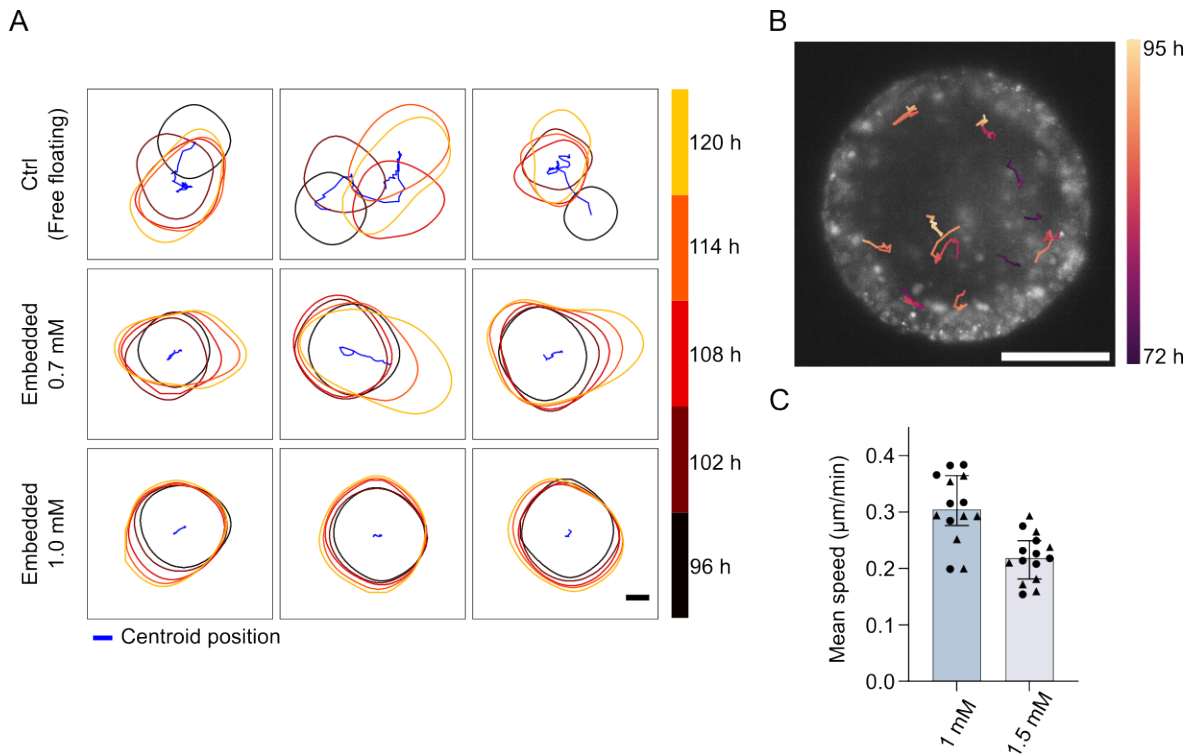 A
Ctrl
(Free floating)
Embedded
0.7 mM
Embedded
1.0 mM
120 h
114 h
108 h
102 h
96 h
Centroid position
B
95 h
72 h
C
Mean speed (µm/min)
0.4
0.3
0.2
0.1
0.0
1 mM
1.5 mM